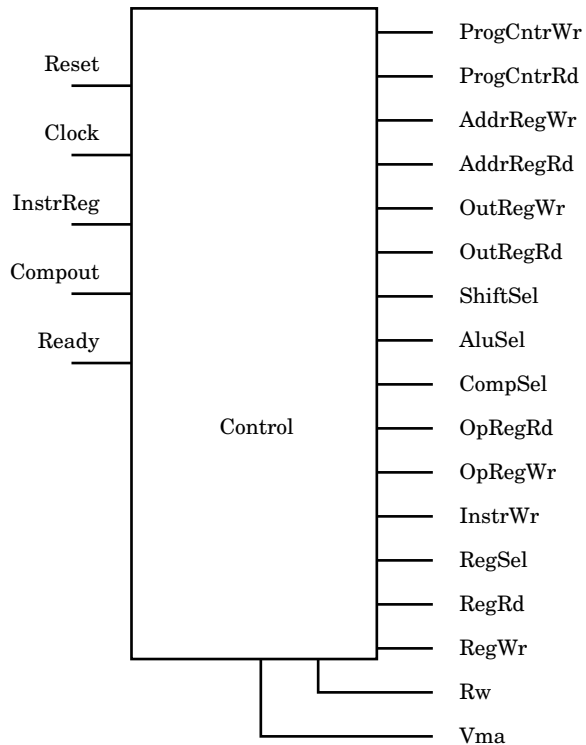 Reset
Clock
InstrReg
Compout
Ready
Control
ProgCntrWr
ProgCntrRd
AddrRegWr
AddrRegRd
OutRegWr
OutRegRd
ShiftSel
AluSel
CompSel
OpRegRd
OpRegWr
InstrWr
RegSel
RegRd
RegWr
Rw
Vma